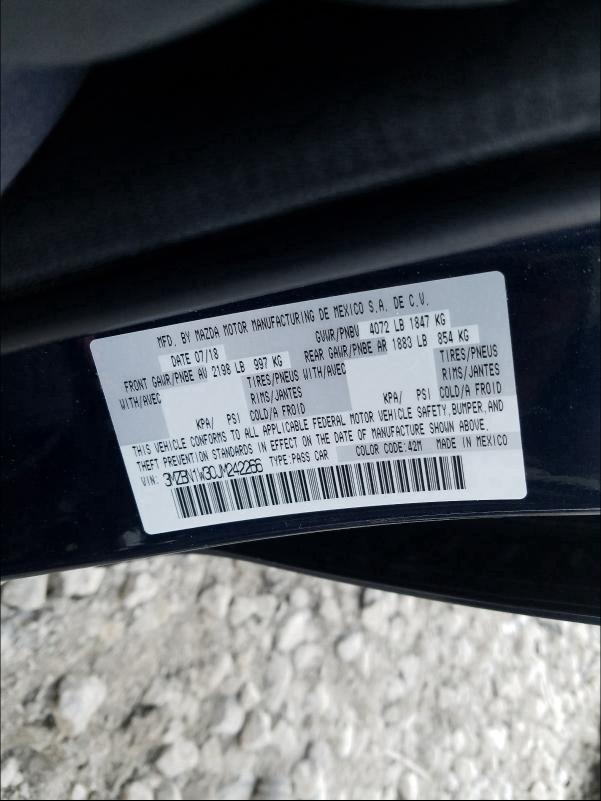 MFD. BY MAZDA MOTOR MANUFACTURING DE MEXICO S.A. DE C.V.
DATE 07/18 GVWR/PNBV 4072 LB 1847 KG
FRONT GAWR/PNBE AV 2198 LB 997 KG REAR GAWR/PNBE AR 1883 LB 854 KG
WITH/AVEC TIRES/PNEUS WITH/AVEC TIRES/PNEUS
RIMS/JANTES RIMS/JANTES
KPA/ PSI COLD/A FROID KPA/ PSI COLD/A FROID
THIS VEHICLE CONFORMS TO ALL APPLICABLE FEDERAL MOTOR VEHICLE SAFETY, BUMPER, AND
THEFT PREVENTION STANDARDS IN EFFECT ON THE DATE OF MANUFACTURE SHOWN ABOVE.
VIN: 3MZBN1W30JM242266 TYPE:PASS CAR COLOR CODE:42M MADE IN MEXICO